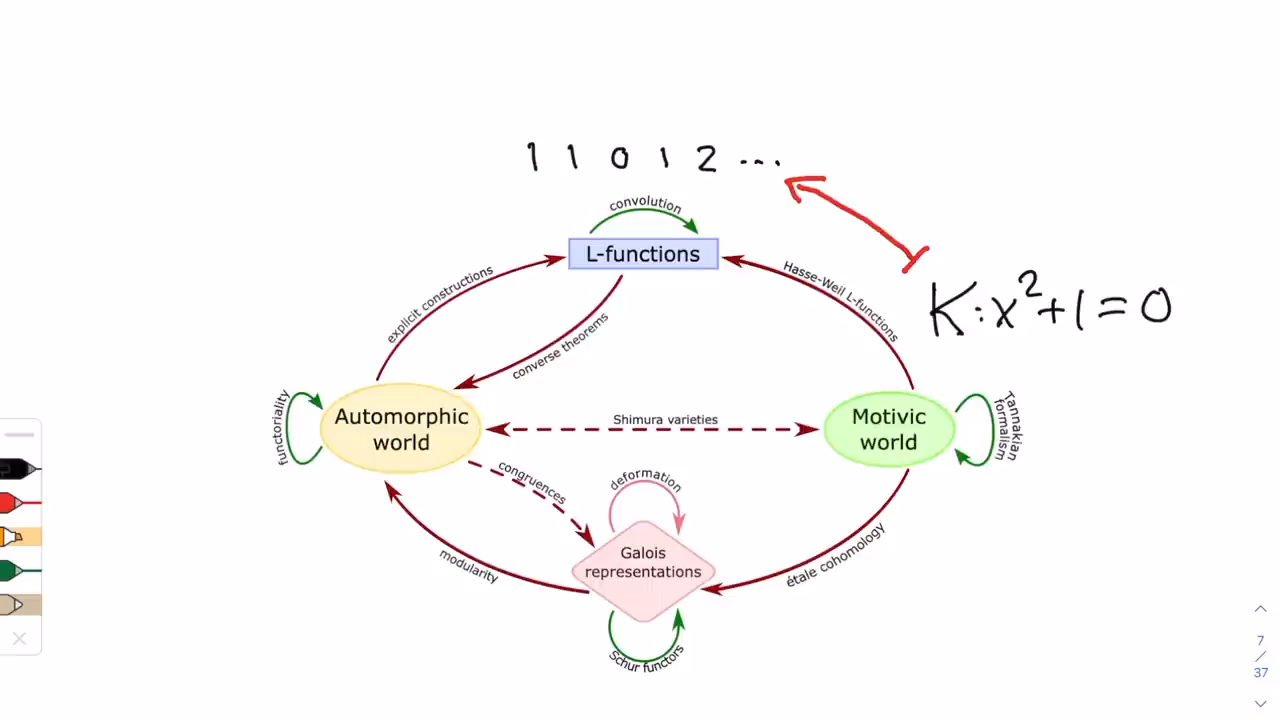 1 1 0 1 2 ...
convolution
L-functions
explicit constructions
Hasse-Weil L-functions
K: x²+1=0
converse theorems
functoriality
Automorphic
world
Shimura varieties
Motivic
world
Tannakian
formalism
congruences
deformation
Galois
representations
modularity
étale cohomology
Schur functors
7
/
37